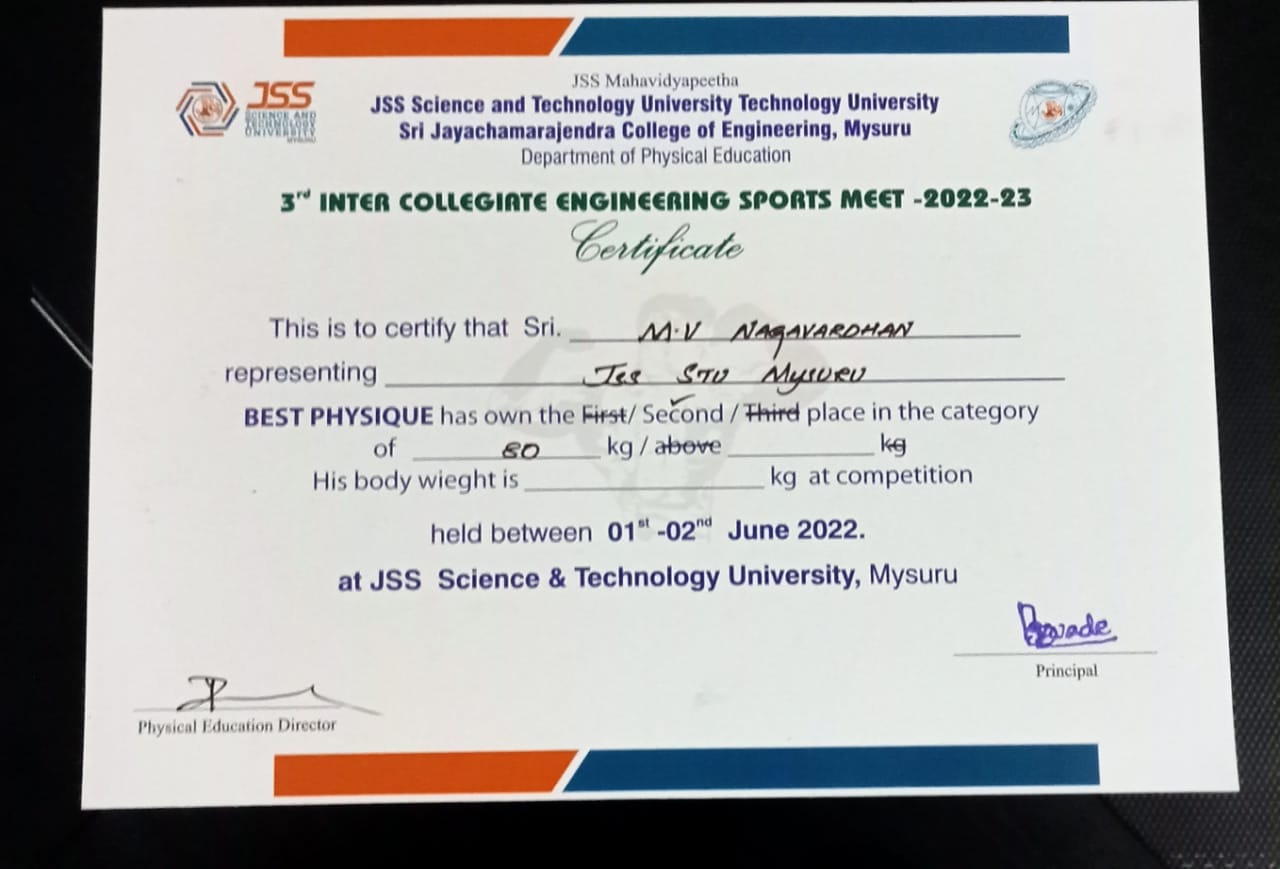 JSS
SCIENCE AND
TECHNOLOGY
UNIVERSITY
MYSURU
JSS Mahavidyapeetha
JSS Science and Technology University Technology University
Sri Jayachamarajendra College of Engineering, Mysuru
Department of Physical Education
3rd INTER COLLEGIATE ENGINEERING SPORTS MEET -2022-23
Certificate
This is to certify that Sri. M.V NAGAVARDHAN
representing JSS STU MYSURU
BEST PHYSIQUE has own the First/ Second / Third place in the category
of 80 kg / above kg
His body wieght is kg at competition
held between 01st -02nd June 2022.
at JSS Science & Technology University, Mysuru
Principal
Physical Education Director